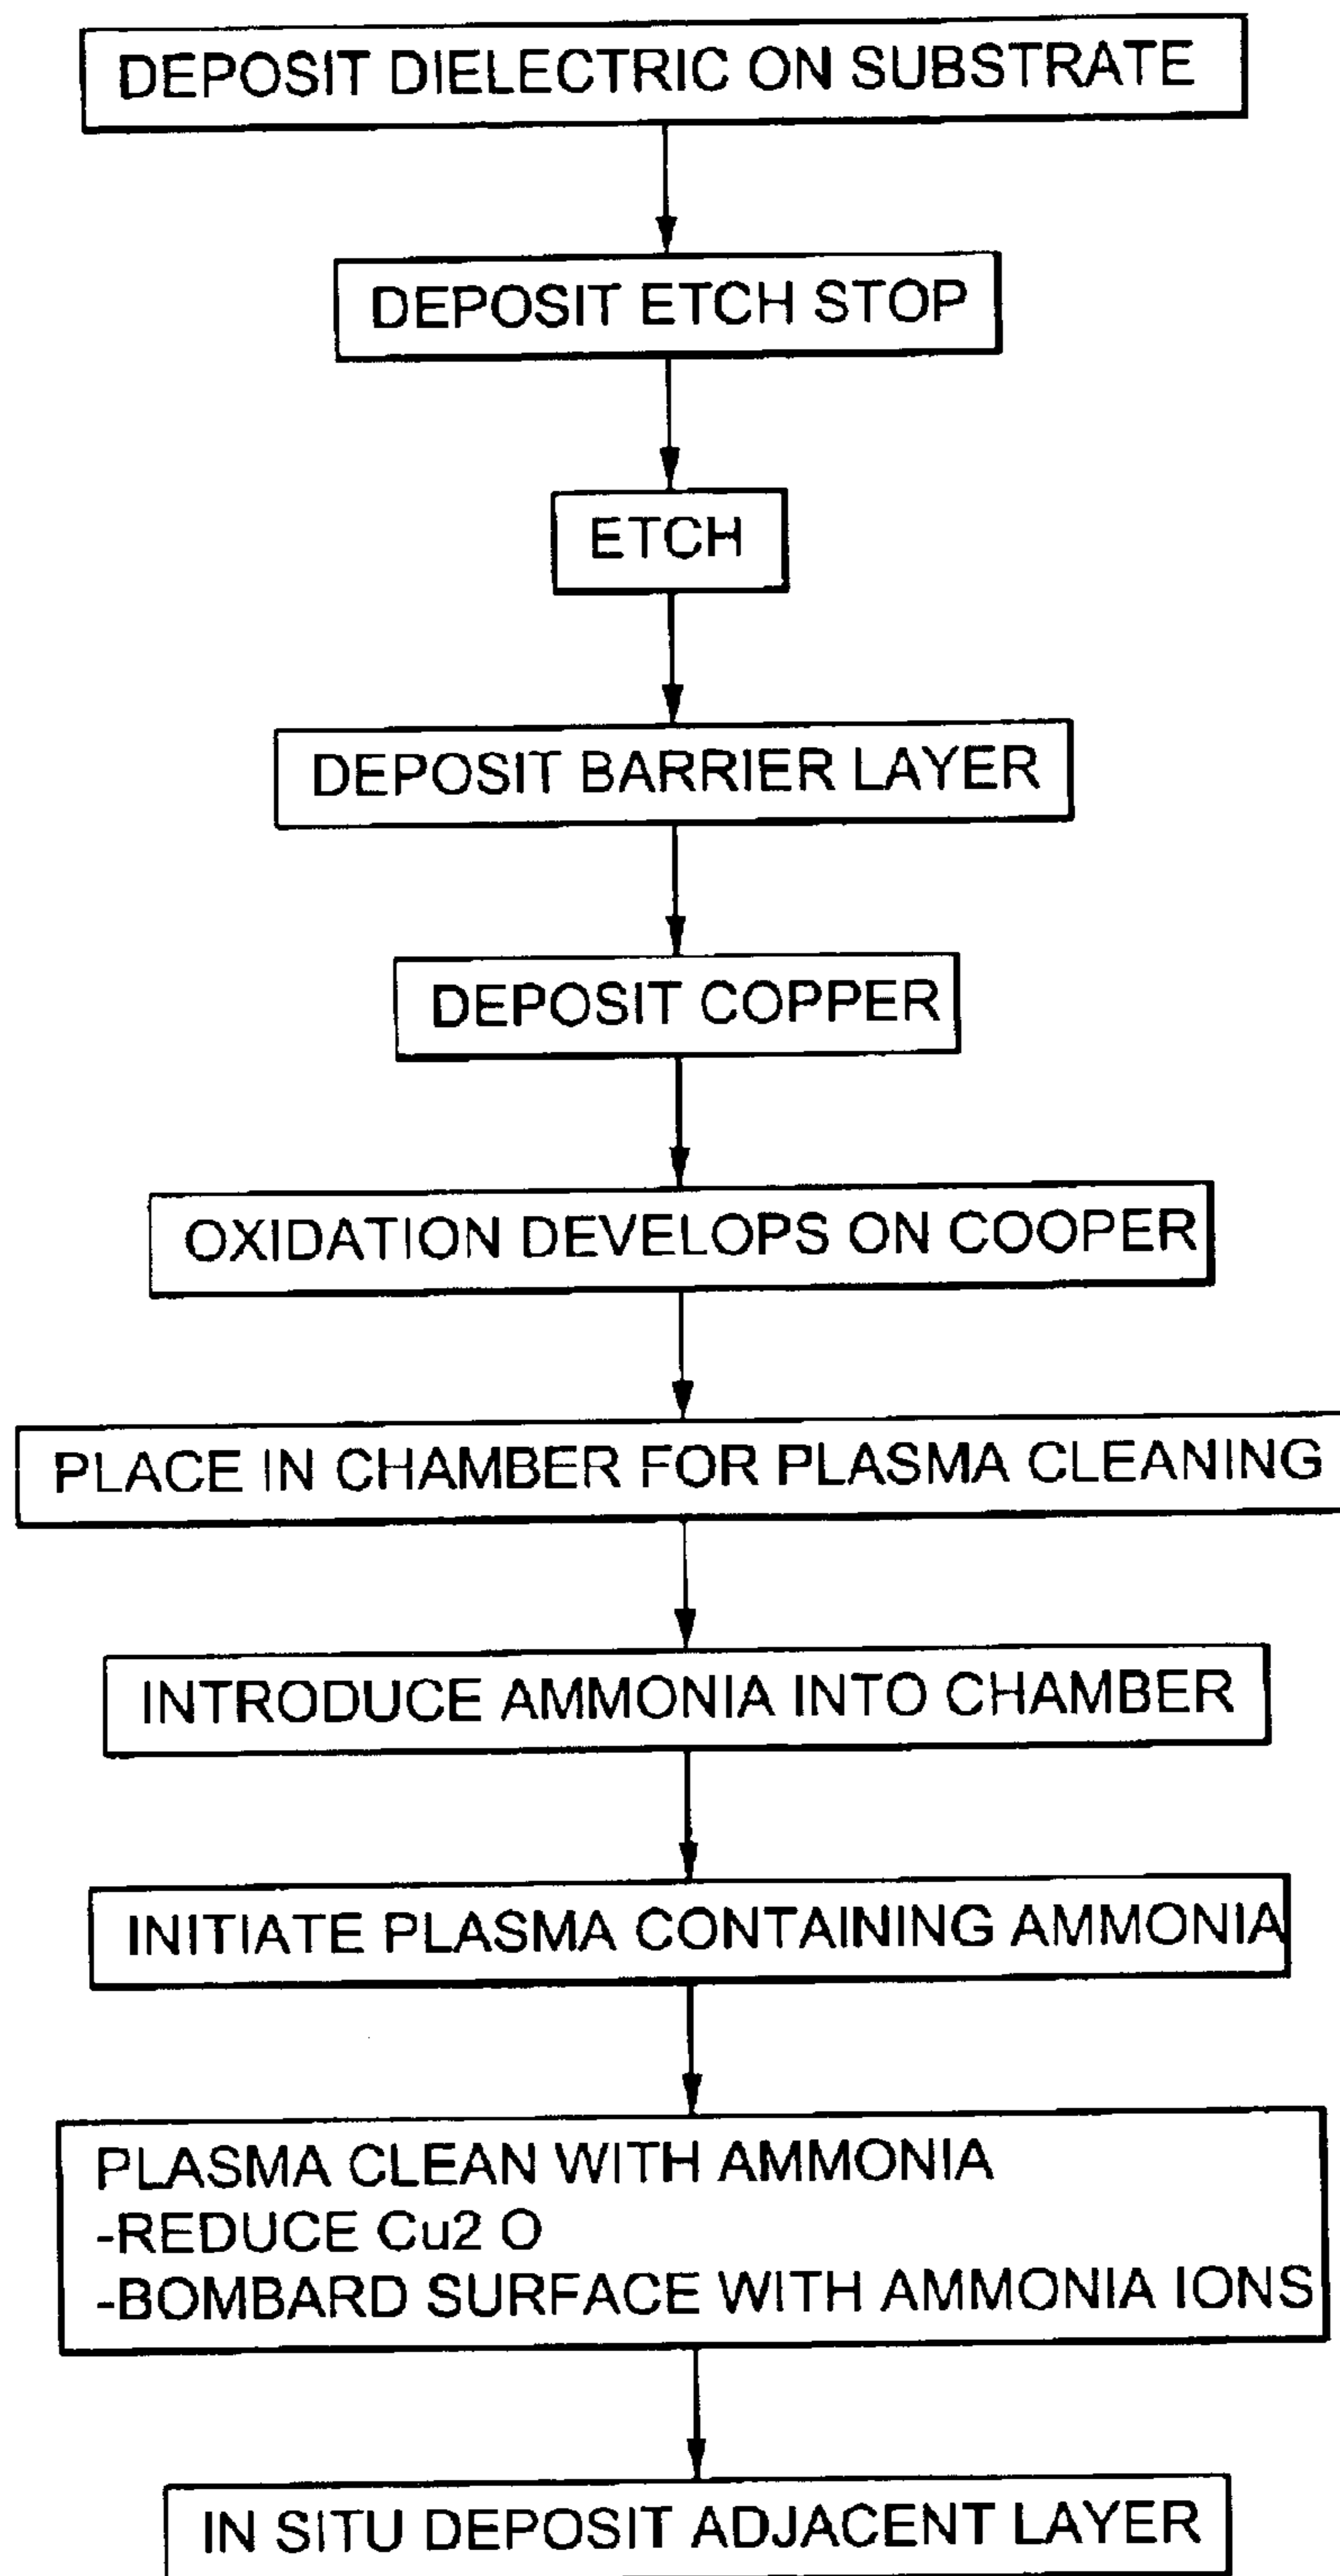 DEPOSIT DIELECTRIC ON SUBSTRATE
DEPOSIT ETCH STOP
ETCH
DEPOSIT BARRIER LAYER
DEPOSIT COPPER
OXIDATION DEVELOPS ON COOPER
PLACE IN CHAMBER FOR PLASMA CLEANING
INTRODUCE AMMONIA INTO CHAMBER
INITIATE PLASMA CONTAINING AMMONIA
PLASMA CLEAN WITH AMMONIA
-REDUCE Cu2 O
-BOMBARD SURFACE WITH AMMONIA IONS
IN SITU DEPOSIT ADJACENT LAYER